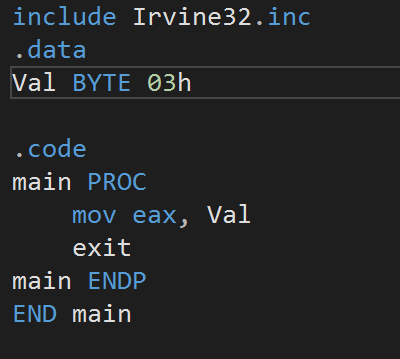 include Irvine32.inc
.data
Val BYTE 03h
.code
main PROC
mov eax, Val
exit
main ENDP
END main